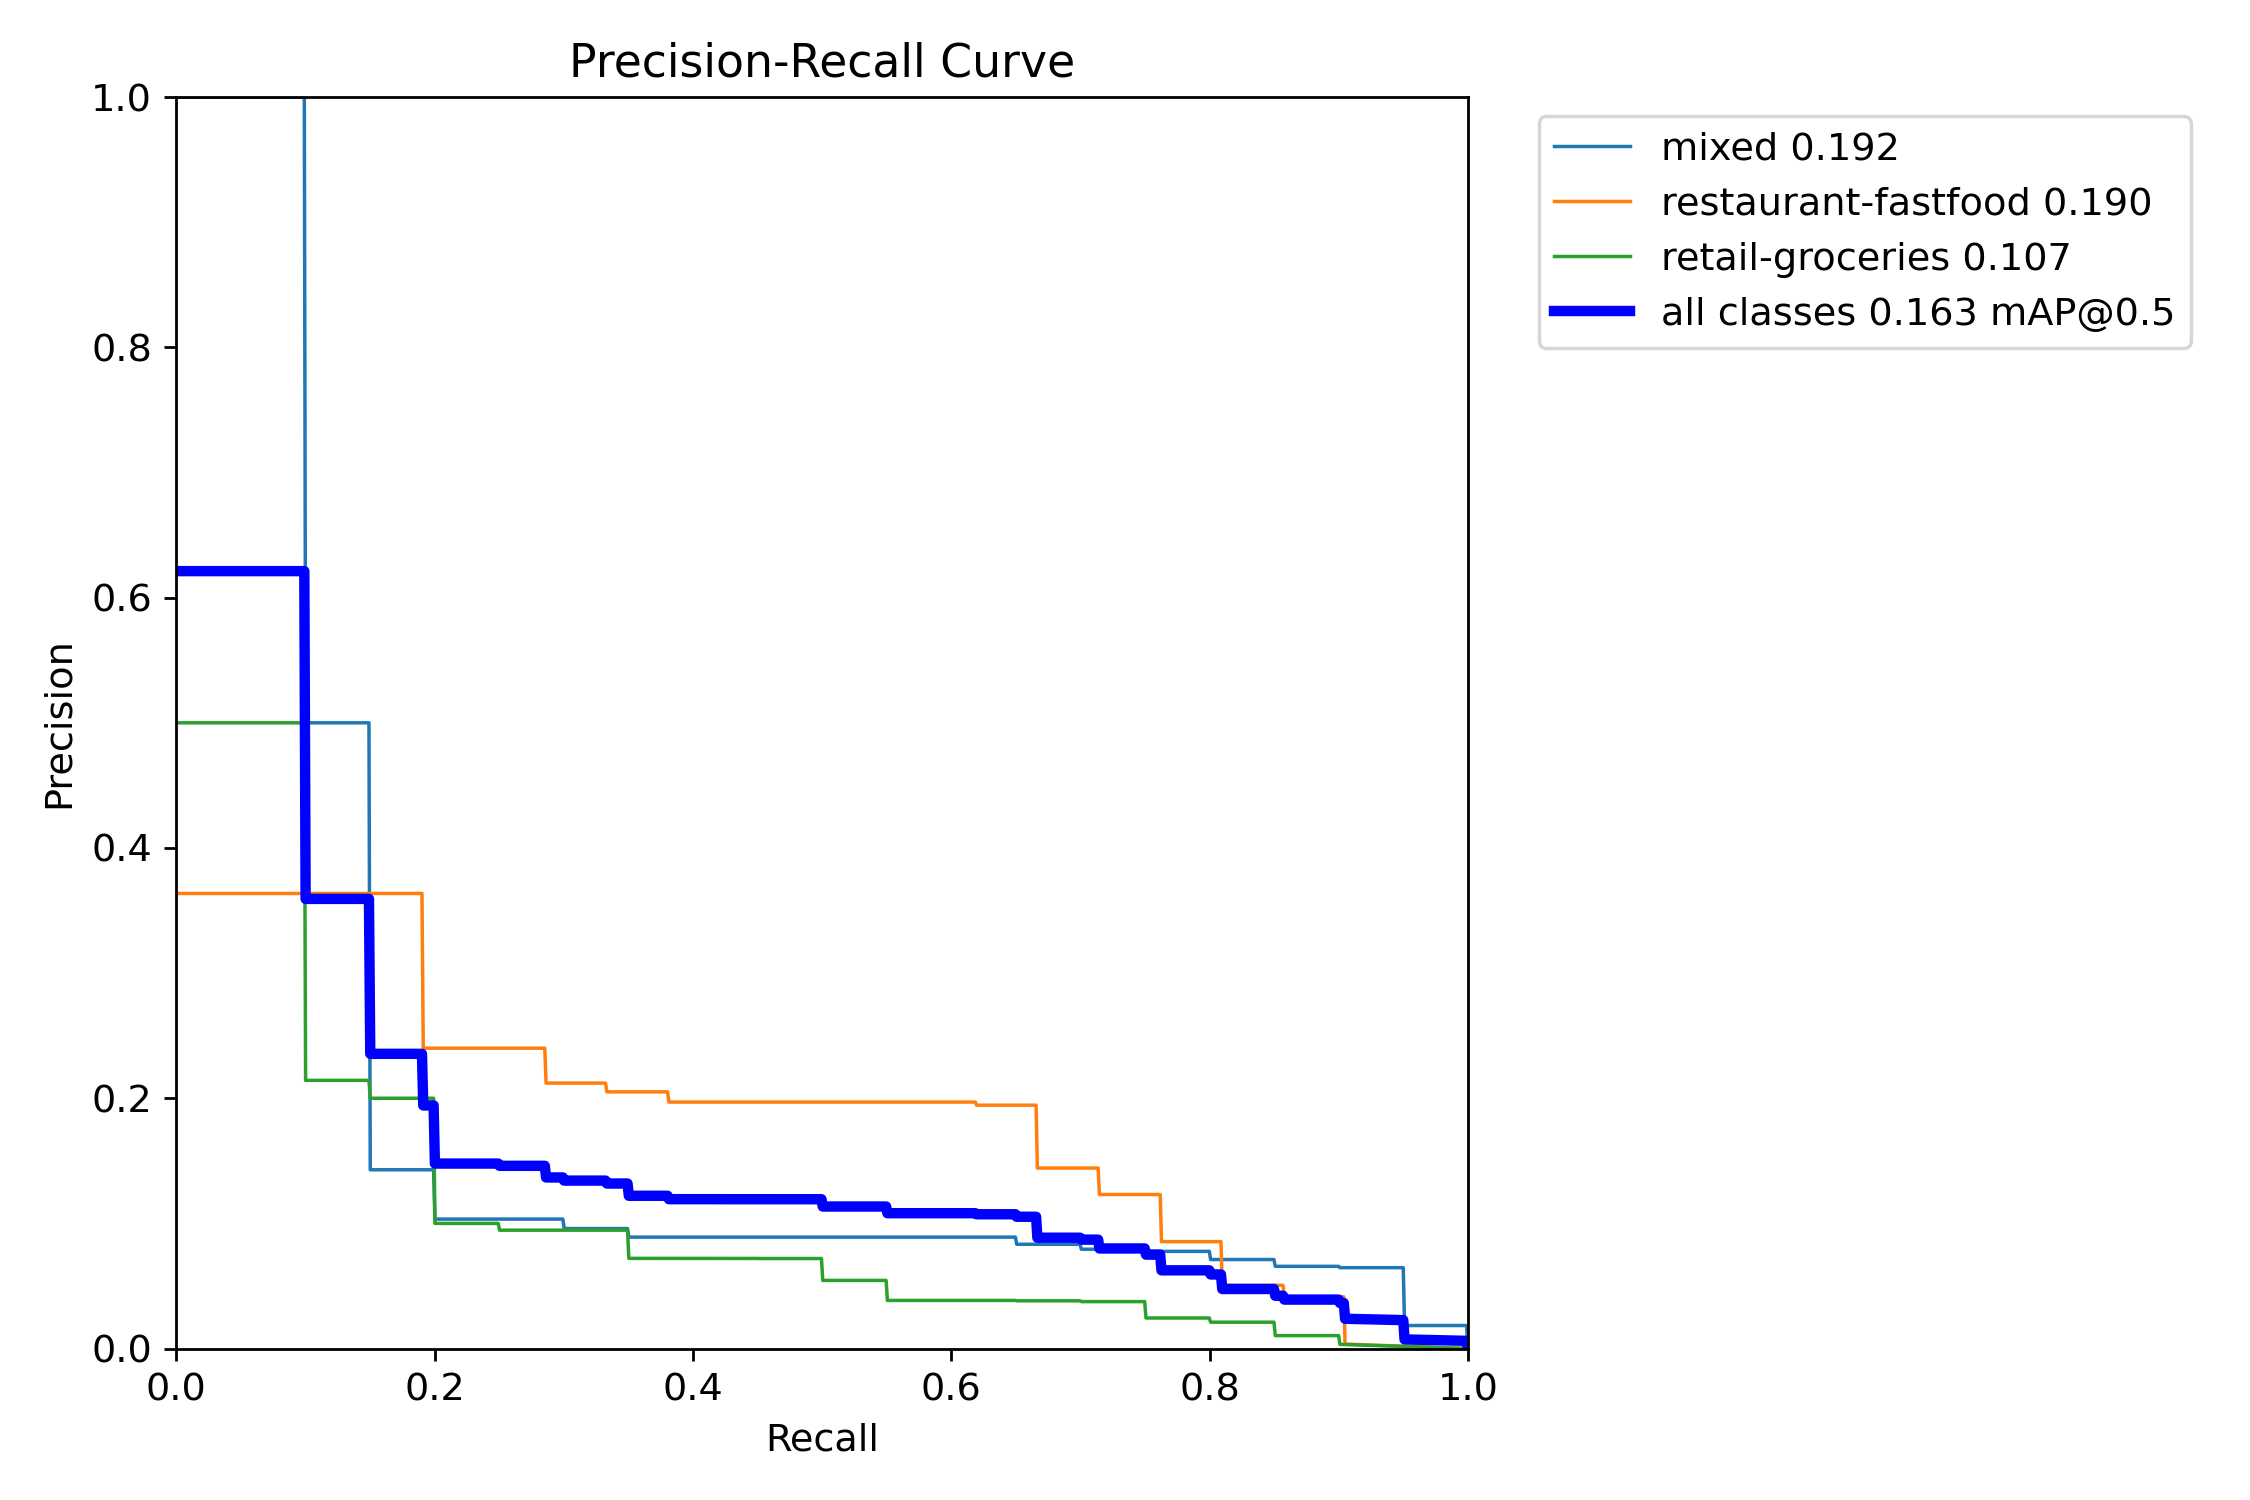 Precision-Recall Curve
1.0
0.8
0.6
0.4
0.2
0.0
Precision
0.0 0.2 0.4 0.6 0.8 1.0
Recall
mixed 0.192
restaurant-fastfood 0.190
retail-groceries 0.107
all classes 0.163 mAP@0.5